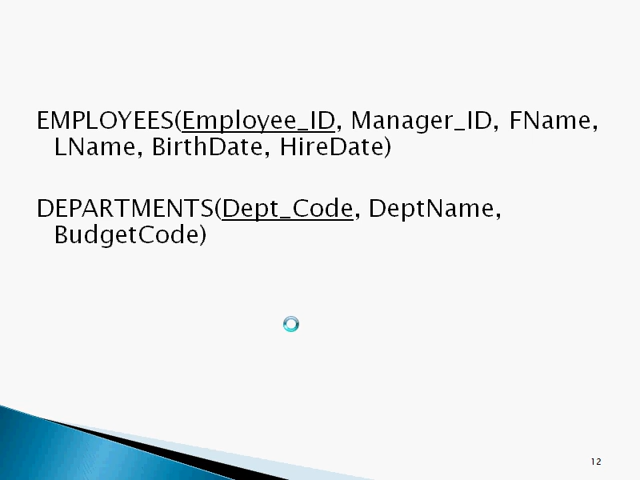 EMPLOYEES(Employee_ID, Manager_ID, FName,
LName, BirthDate, HireDate)
DEPARTMENTS(Dept_Code, DeptName,
BudgetCode)
12